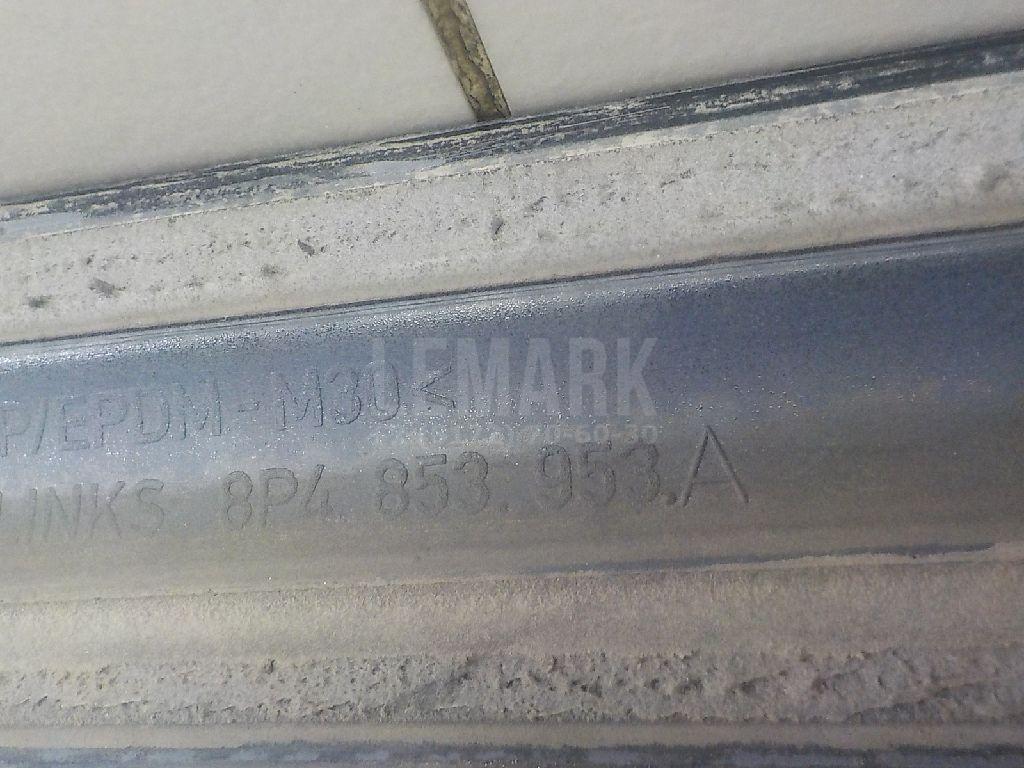 LEMARK
P/EPDM-M30<
LINKS 8P4 853.953.A